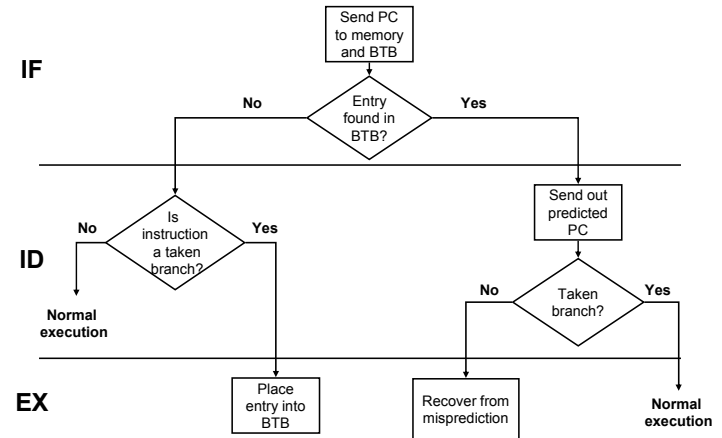 Send PC
to memory
and BTB
IF
No
Entry
found in
BTB?
Yes
No
Is
instruction
a taken
branch?
Yes
Send out
predicted
PC
ID
No
Taken
branch?
Yes
Normal
execution
EX
Place
entry into
BTB
Recover from
misprediction
Normal
execution